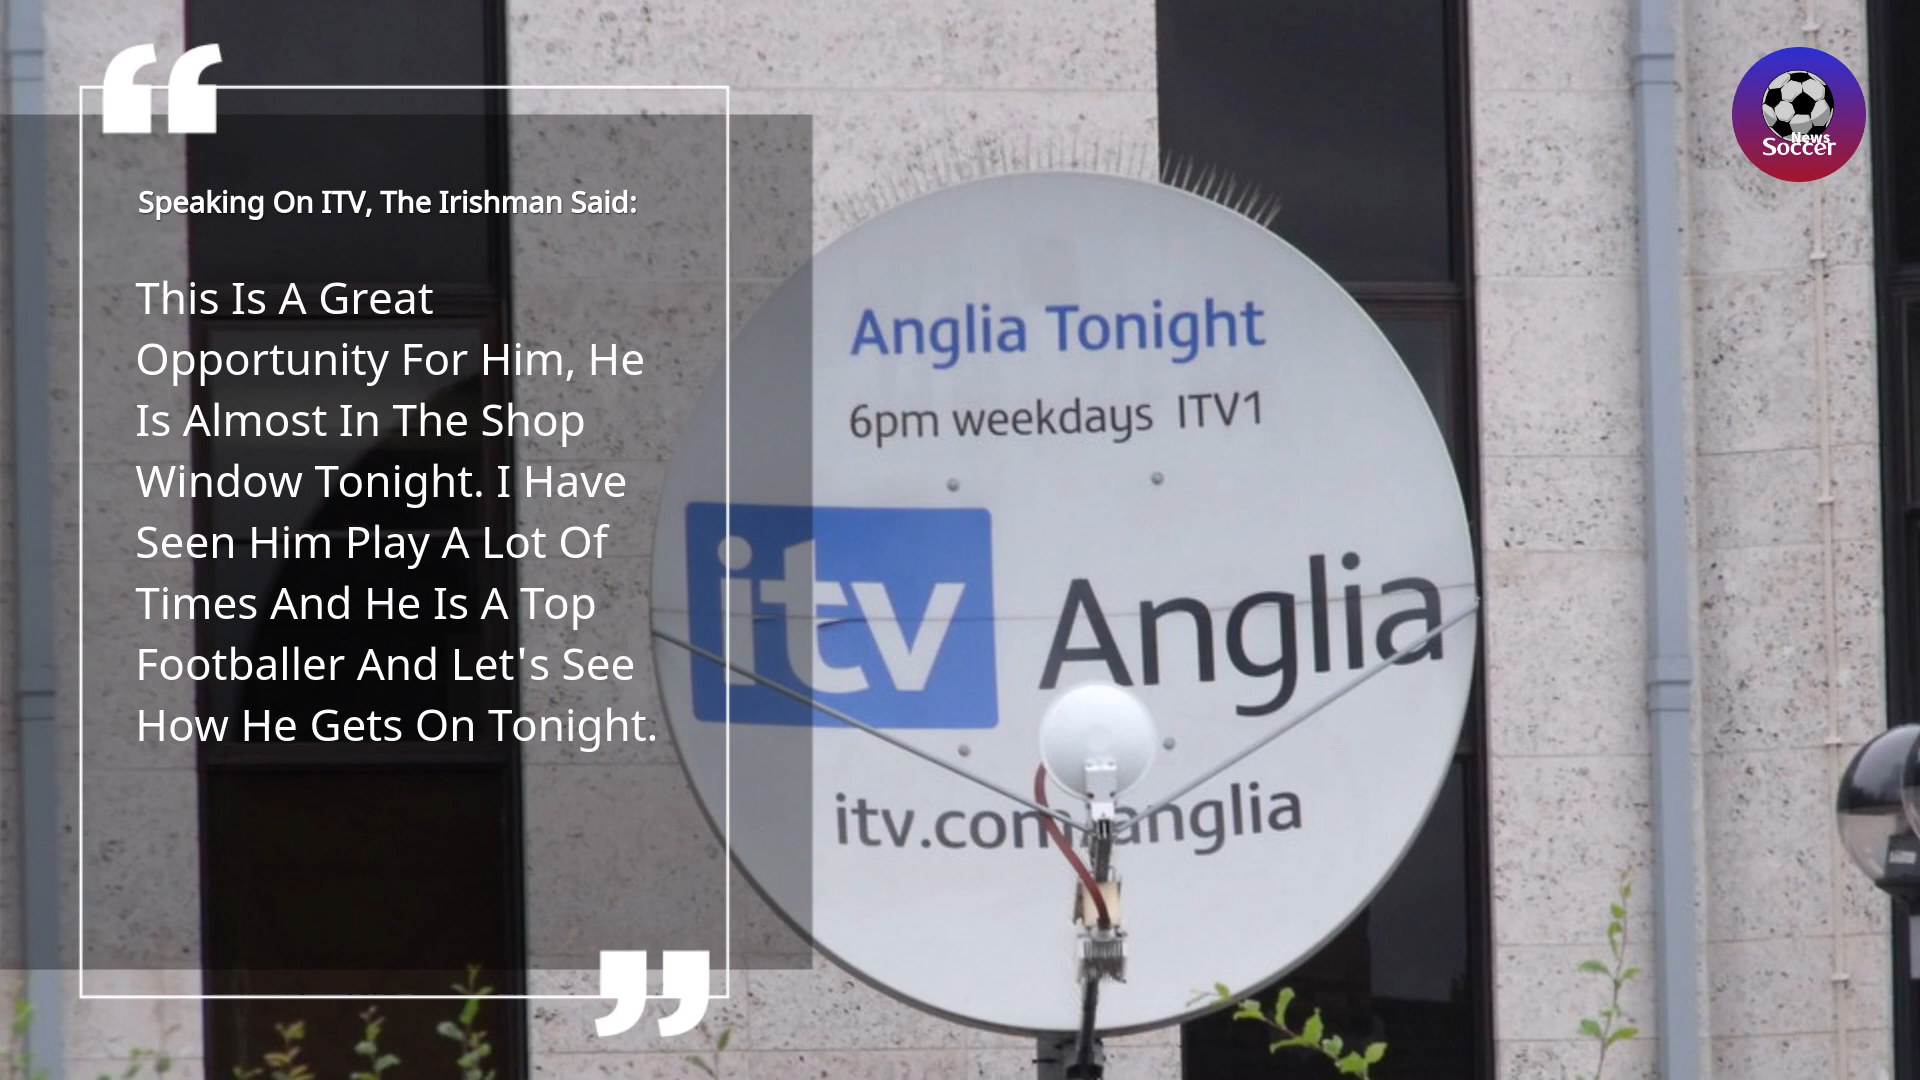 Speaking On ITV, The Irishman Said:
This Is A Great
Opportunity For Him, He
Is Almost In The Shop
Window Tonight. I Have
Seen Him Play A Lot Of
Times And He Is A Top
Footballer And Let's See
How He Gets On Tonight.
News
Soccer
Anglia Tonight
6pm weekdays ITV1
itv Anglia
itv.com/anglia